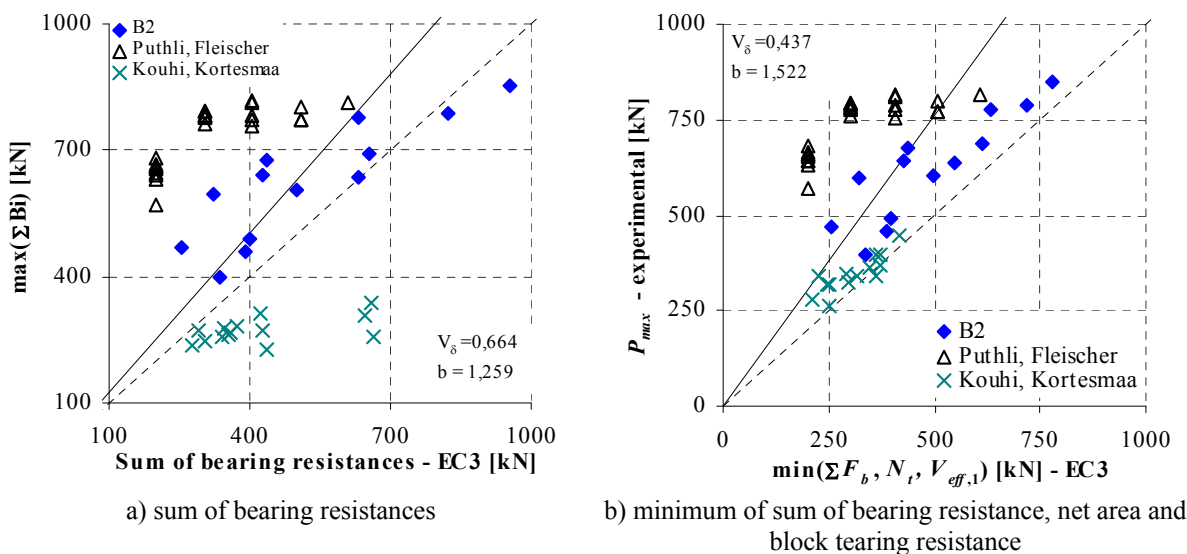 1000
700
400
100
max(ΣBi) [kN]
B2
Puthli, Fleischer
Kouhi, Kortesmaa
Vδ =0,664
b = 1,259
100
400
700
1000
Sum of bearing resistances - EC3 [kN]
a) sum of bearing resistances
1000
750
500
250
0
Pmax - experimental [kN]
Vδ =0,437
b = 1,522
B2
Puthli, Fleischer
Kouhi, Kortesmaa
0
250
500
750
1000
min(ΣFb, Nt, Veff,1) [kN] - EC3
b) minimum of sum of bearing resistance, net area and
block tearing resistance